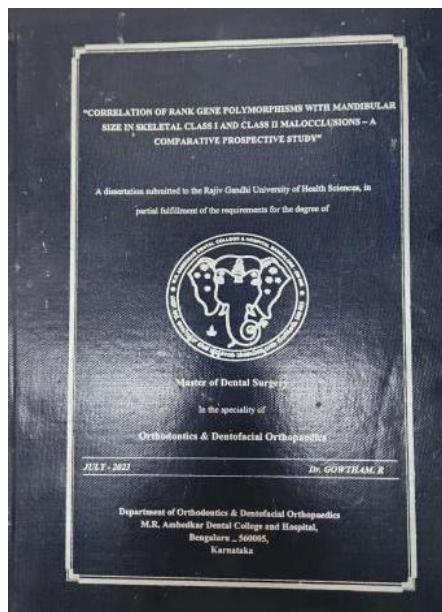 "CORRELATION OF RANK GENE POLYMORPHISMS WITH MANDIBULAR
SIZE IN SKELETAL CLASS I AND CLASS II MALOCCLUSIONS – A
COMPARATIVE PROSPECTIVE STUDY"
A dissertation submitted to the Rajiv Gandhi University of Health Sciences, in
partial fulfillment of the requirements for the degree of
Master of Dental Surgery
In the speciality of
Orthodontics & Dentofacial Orthopaedics
JULY - 2023 Dr. GOWTHAM. R
Department of Orthodontics & Dentofacial Orthopaedics
M.R. Ambedkar Dental College and Hospital,
Bengaluru _ 560005,
Karnataka